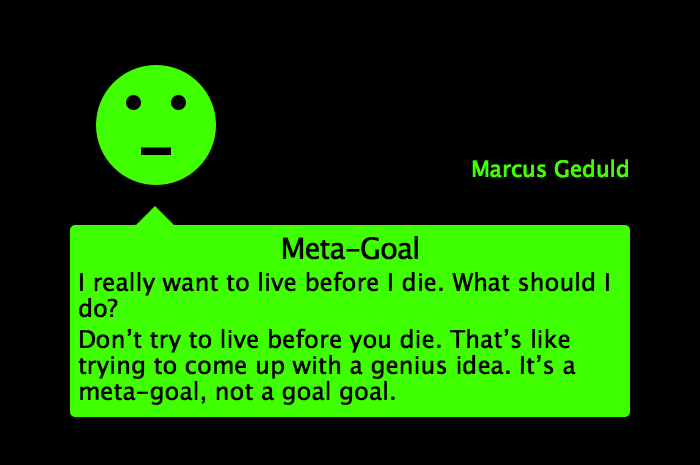 Marcus Geduld
Meta-Goal
I really want to live before I die. What should I
do?
Don’t try to live before you die. That’s like
trying to come up with a genius idea. It’s a
meta-goal, not a goal goal.